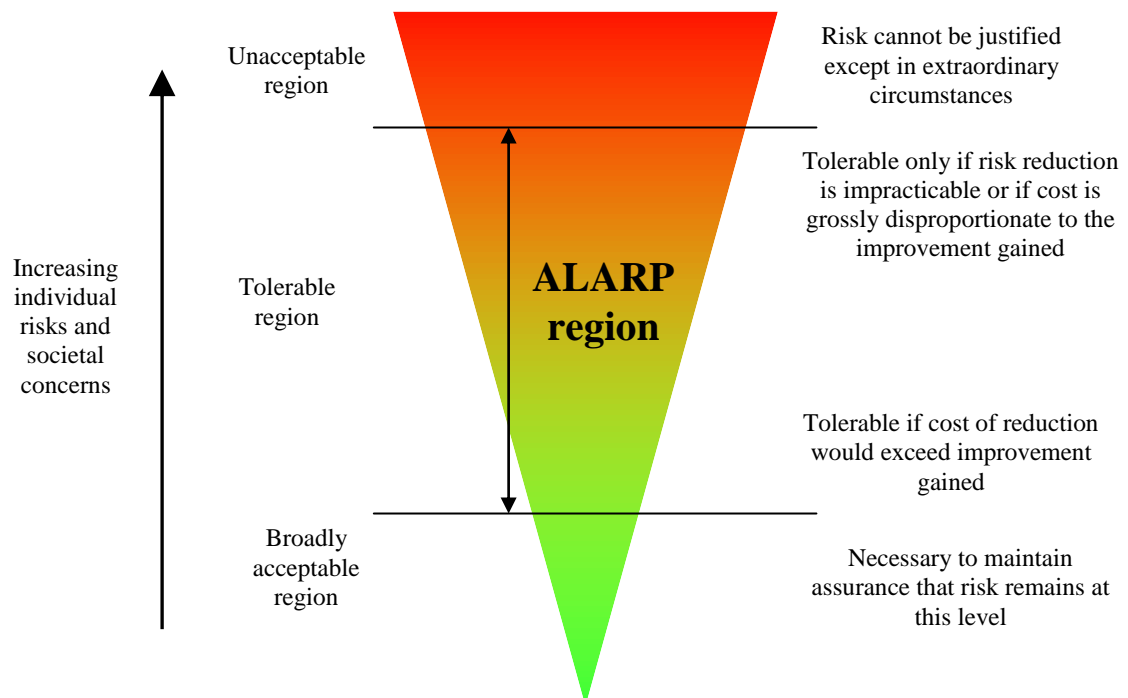 Unacceptable
region
Risk cannot be justified
except in extraordinary
circumstances
Tolerable only if risk reduction
is impracticable or if cost is
grossly disproportionate to the
improvement gained
Increasing
individual
risks and
societal
concerns
Tolerable
region
ALARP
region
Tolerable if cost of reduction
would exceed improvement
gained
Broadly
acceptable
region
Necessary to maintain
assurance that risk remains at
this level